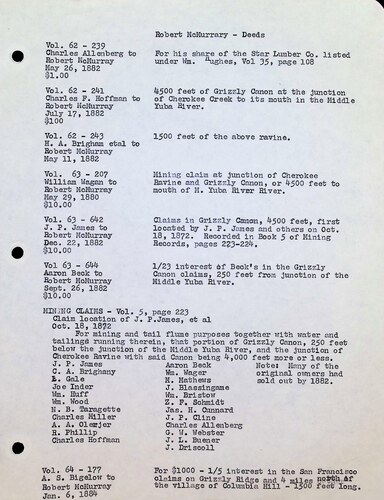 Robert McMurrary - Deeds
Vol. 62 - 239
Charles Allenberg to
Robert McMurray
May 26, 1882
$1.00
For his share of the Star Lumber Co. listed
under Wm. Hughes, Vol 35, page 108
Vol. 62 - 241
Charles F. Hoffman to
Robert McMurray
July 17, 1882
$100
4500 feet of Grizzly Canon at the junction
of Cherokee Creek to its mouth in the Middle
Yuba River.
Vol. 62 - 243
H. A. Brigham etal to
Robert McMurray
May 11, 1882
1500 feet of the above ravine.
Vol. 63 - 207
William Wagan to
Robert McMurray
May 29, 1880
$10.00
Mining claim at junction of Cherokee
Ravine and Grizzly Canon, or 4500 feet to
mouth of M. Yuba River River.
Vol. 63 - 642
J. P. James to
Robert McMurray
Dec. 22, 1882
$10.00
Claims in Grizzly Canon, 4500 feet, first
located by J. P. James and others on Oct.
18, 1872. Recorded in Book 5 of Mining
Records, pages 223-224.
Vol. 63 - 644
Aaron Beck to
Robert McMurray
Sept. 26, 1882
$10.00
1/23 interest of Beck's in the Grizzly
Canon claims, 250 feet from junction of the
Middle Yuba River.
MINING CLAIMS - Vol. 5, page 223
Claim location of J. P.James, et al
Oct. 18, 1872
For mining and tail flume purposes together with water and
tailings running therein, that portion of Grizzly Canon, 250 feet
below the junction of the Middle Yuba River, and the junction of
Cherokee Ravine with said Canon being 4,000 feet more or less.
J. P. James
C. A. Brighany
L. Gale
Joe Inder
Wm. Huff
Wm. Wood
N. B. Taragette
Charles Miller
A. A.
R. Phillip
Charles Hoffman
Aaron Beck
Wm. Wager
M. Mathews
J. Blassingame
Wm. Bristow
Z. P. Schmidt
Jas. H. Cunnard
J. P. Cline
Charles Allenberg
G. W. Welch
J. L. Buener
J. Driscoll
Note: Many of the
original owners had
sold out by 1882.
Vol. 64 - 177
A. S. Bigelow to
Robert McMurray
Jan. 6, 1884
For $1000 - 1/5 interest in the San Francisco
claims on Grizzly Ridge and 4 miles north of
the village of Columbia Hill - 1500 feet long.